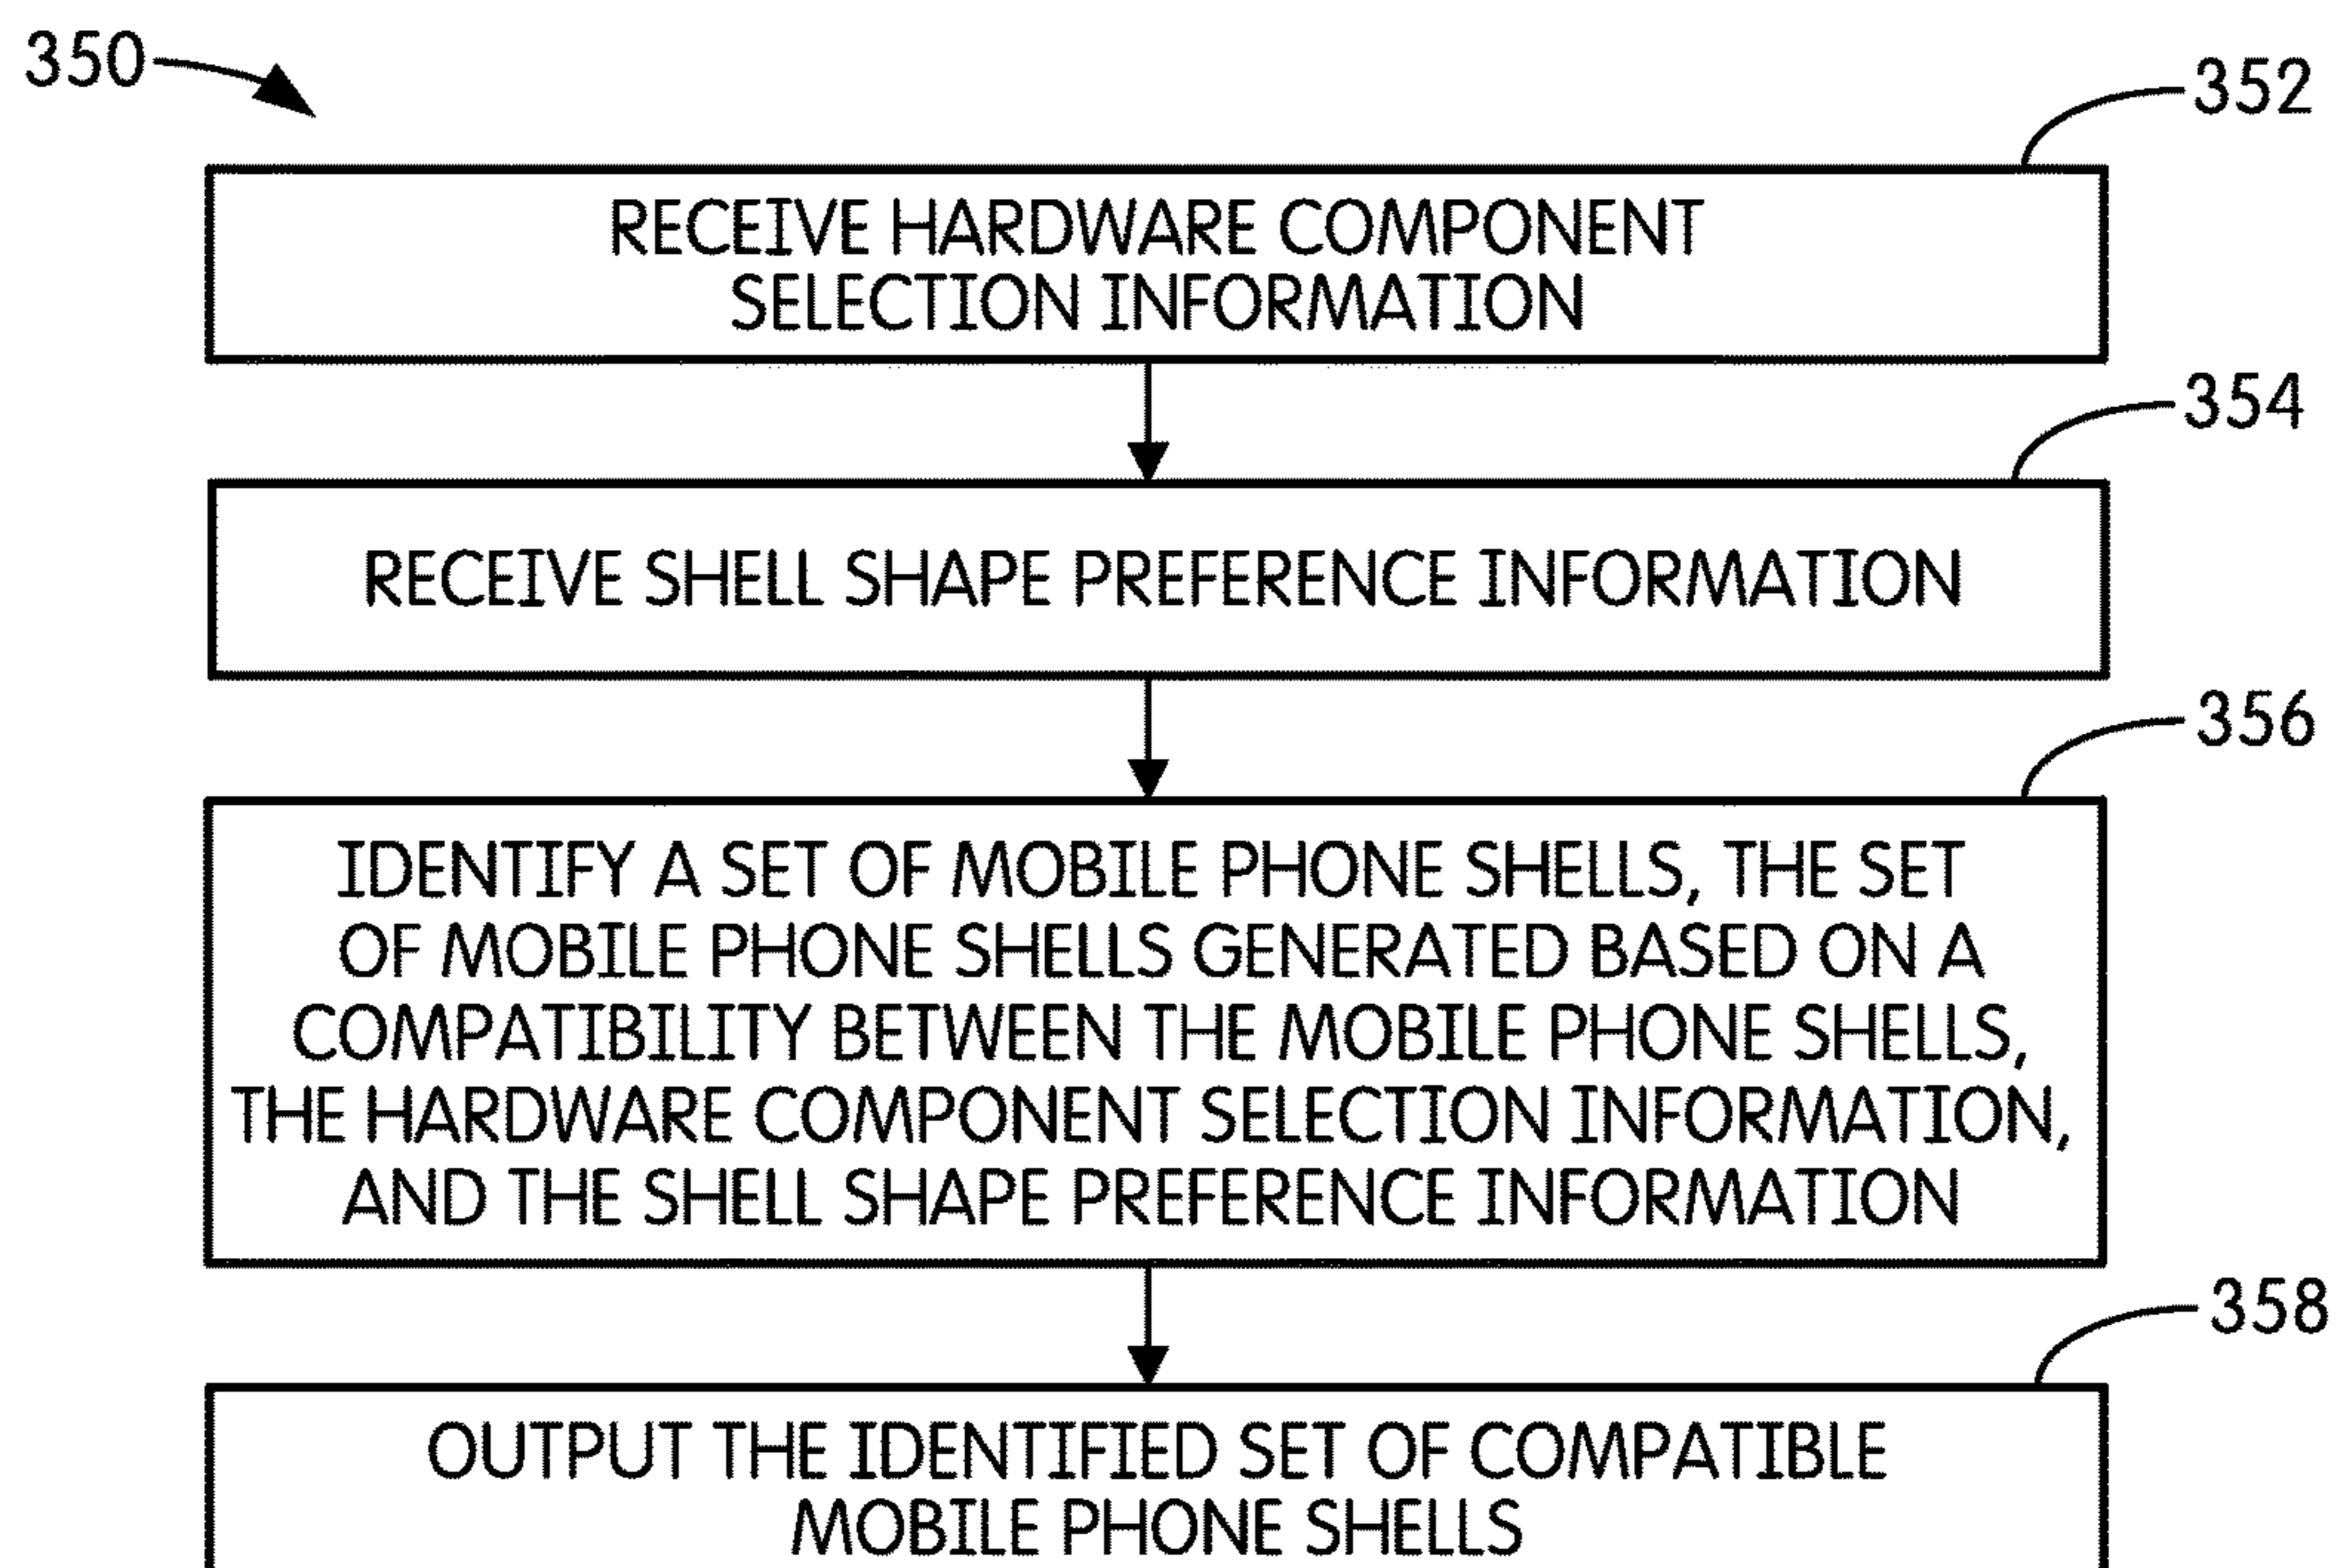 350
352
RECEIVE HARDWARE COMPONENT
SELECTION INFORMATION
354
RECEIVE SHELL SHAPE PREFERENCE INFORMATION
356
IDENTIFY A SET OF MOBILE PHONE SHELLS, THE SET
OF MOBILE PHONE SHELLS GENERATED BASED ON A
COMPATIBILITY BETWEEN THE MOBILE PHONE SHELLS,
THE HARDWARE COMPONENT SELECTION INFORMATION,
AND THE SHELL SHAPE PREFERENCE INFORMATION
358
OUTPUT THE IDENTIFIED SET OF COMPATIBLE
MOBILE PHONE SHELLS